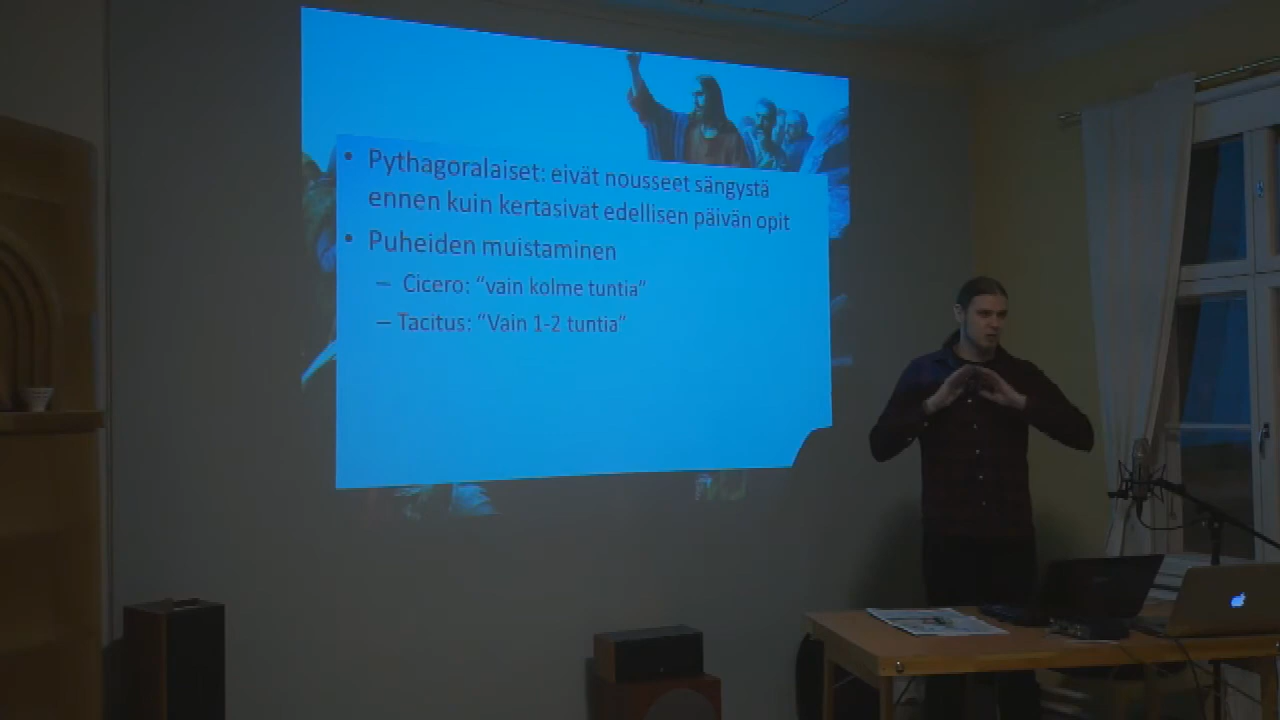 • Pythagoralaiset: eivät nousseet sängystä
ennen kuin kertasivat edellisen päivän opit
• Puheiden muistaminen
– Cicero: “vain kolme tuntia”
– Tacitus: “Vain 1-2 tuntia”